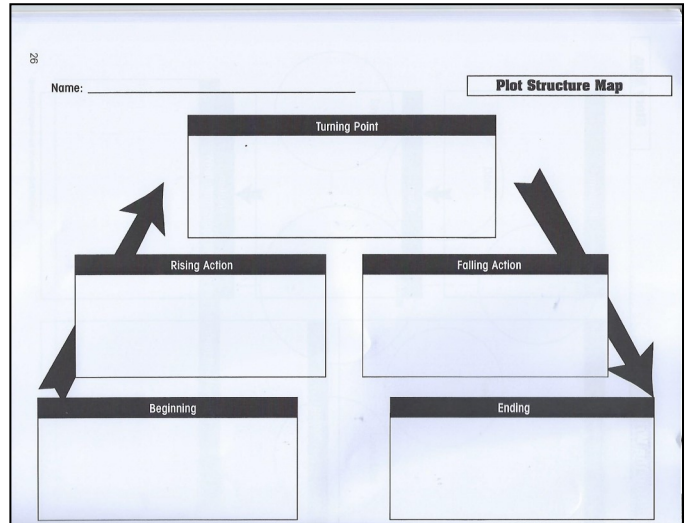 26
Name:
Plot Structure Map
Turning Point
Rising Action
Falling Action
Beginning
Ending